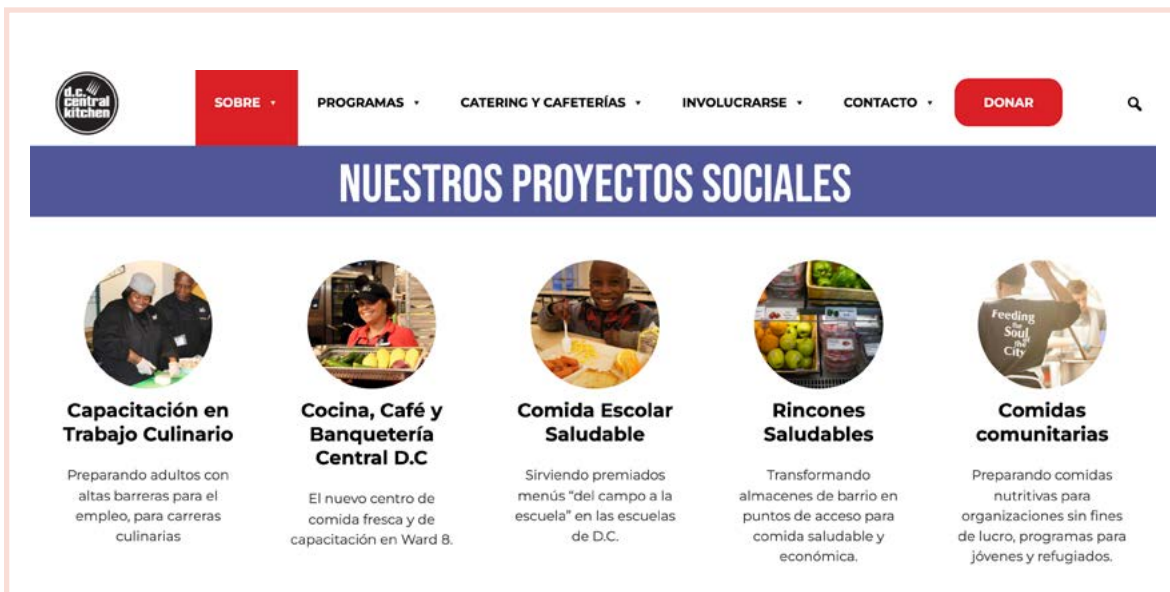 d.c.
central
kitchen
SOBRE
PROGRAMAS
CATERING Y CAFETERÍAS
INVOLUCRARSE
CONTACTO
DONAR
NUESTROS PROYECTOS SOCIALES
Feeding
the
Soul
of
the
City
Capacitación en
Trabajo Culinario
Preparando adultos con
altas barreras para el
empleo, para carreras
culinarias
Cocina, Café y
Banquetería
Central D.C
El nuevo centro de
comida fresca y de
capacitación en Ward 8.
Comida Escolar
Saludable
Sirviendo premiados
menús “del campo a la
escuela” en las escuelas
de D.C.
Rincones
Saludables
Transformando
almacenes de barrio en
puntos de acceso para
comida saludable y
económica.
Comidas
comunitarias
Preparando comidas
nutritivas para
organizaciones sin fines
de lucro, programas para
jóvenes y refugiados.